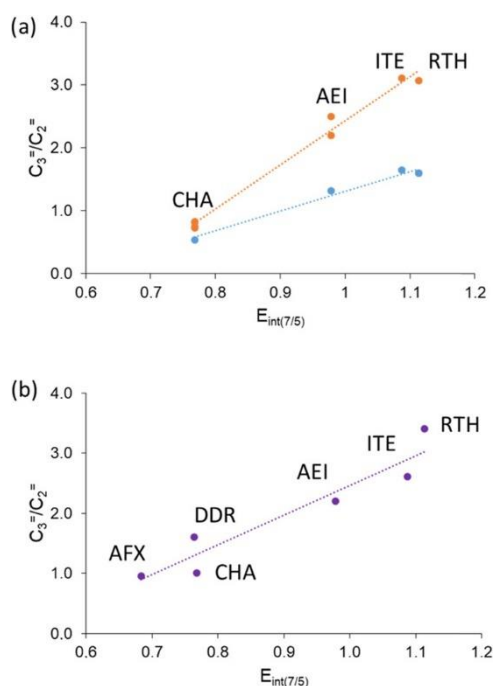 (a)
4.0
3.0
2.0
1.0
0.0
C₃⁼/C₂⁼
CHA
AEI
ITE
RTH
0.6 0.7 0.8 0.9 1 1.1 1.2
E_int(7/5)
(b)
4.0
3.0
2.0
1.0
0.0
C₃⁼/C₂⁼
AFX
DDR
CHA
AEI
ITE
RTH
0.6 0.7 0.8 0.9 1.0 1.1 1.2
E_int(7/5)